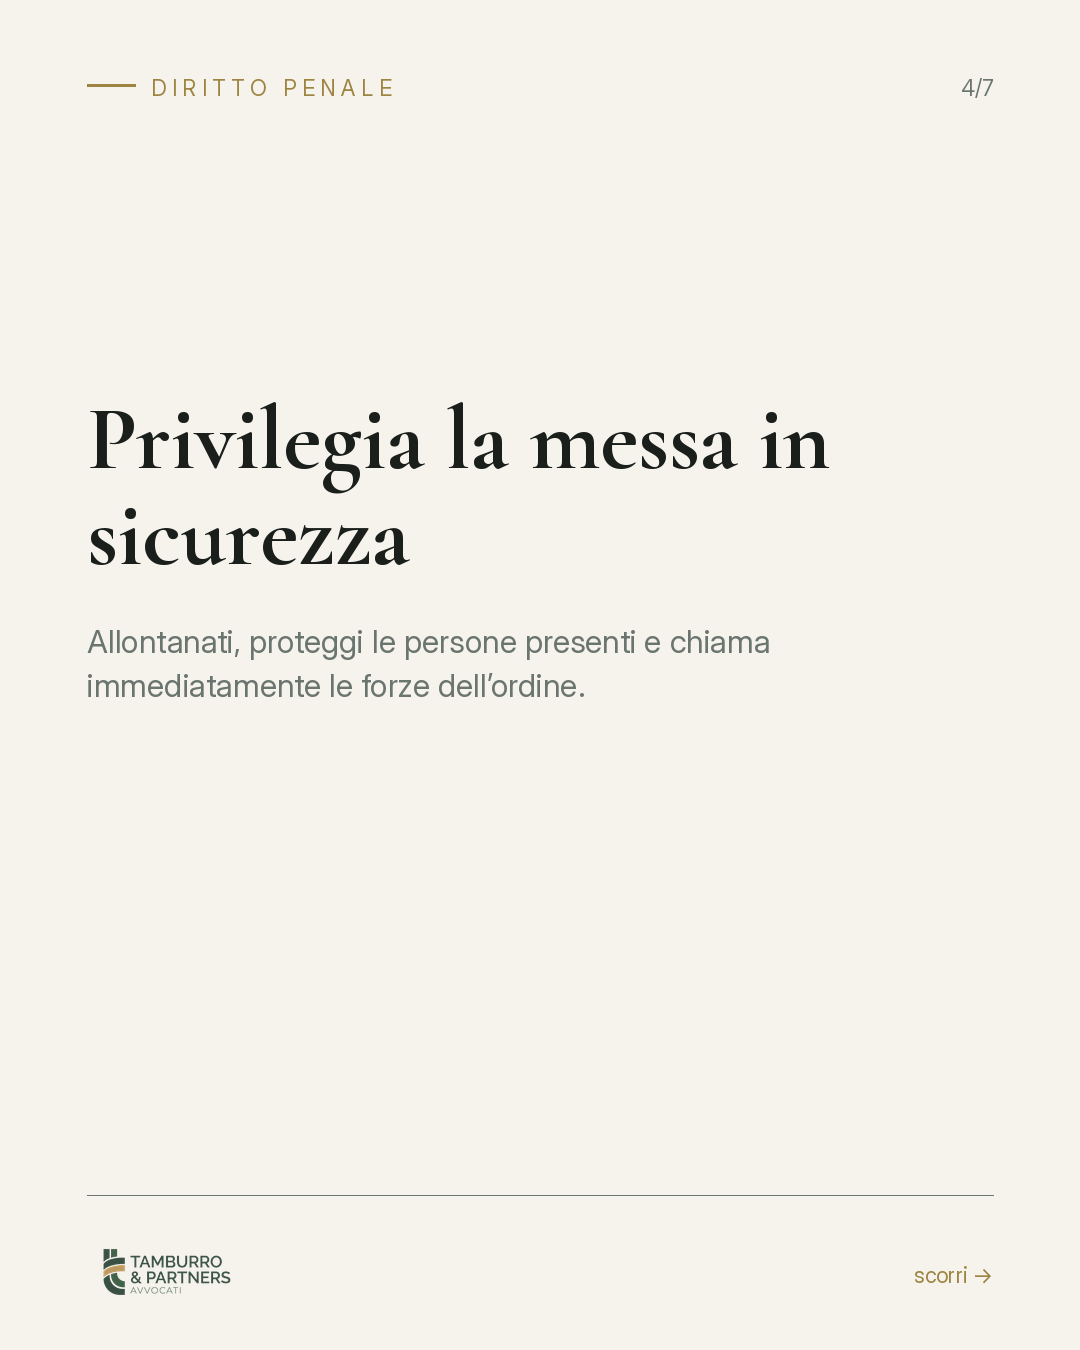 DIRITTO PENALE
4/7
Privilegia la messa in
sicurezza
Allontanati, proteggi le persone presenti e chiama
immediatamente le forze dell’ordine.
TAMBURRO
& PARTNERS
AVVOCATI
scorri →